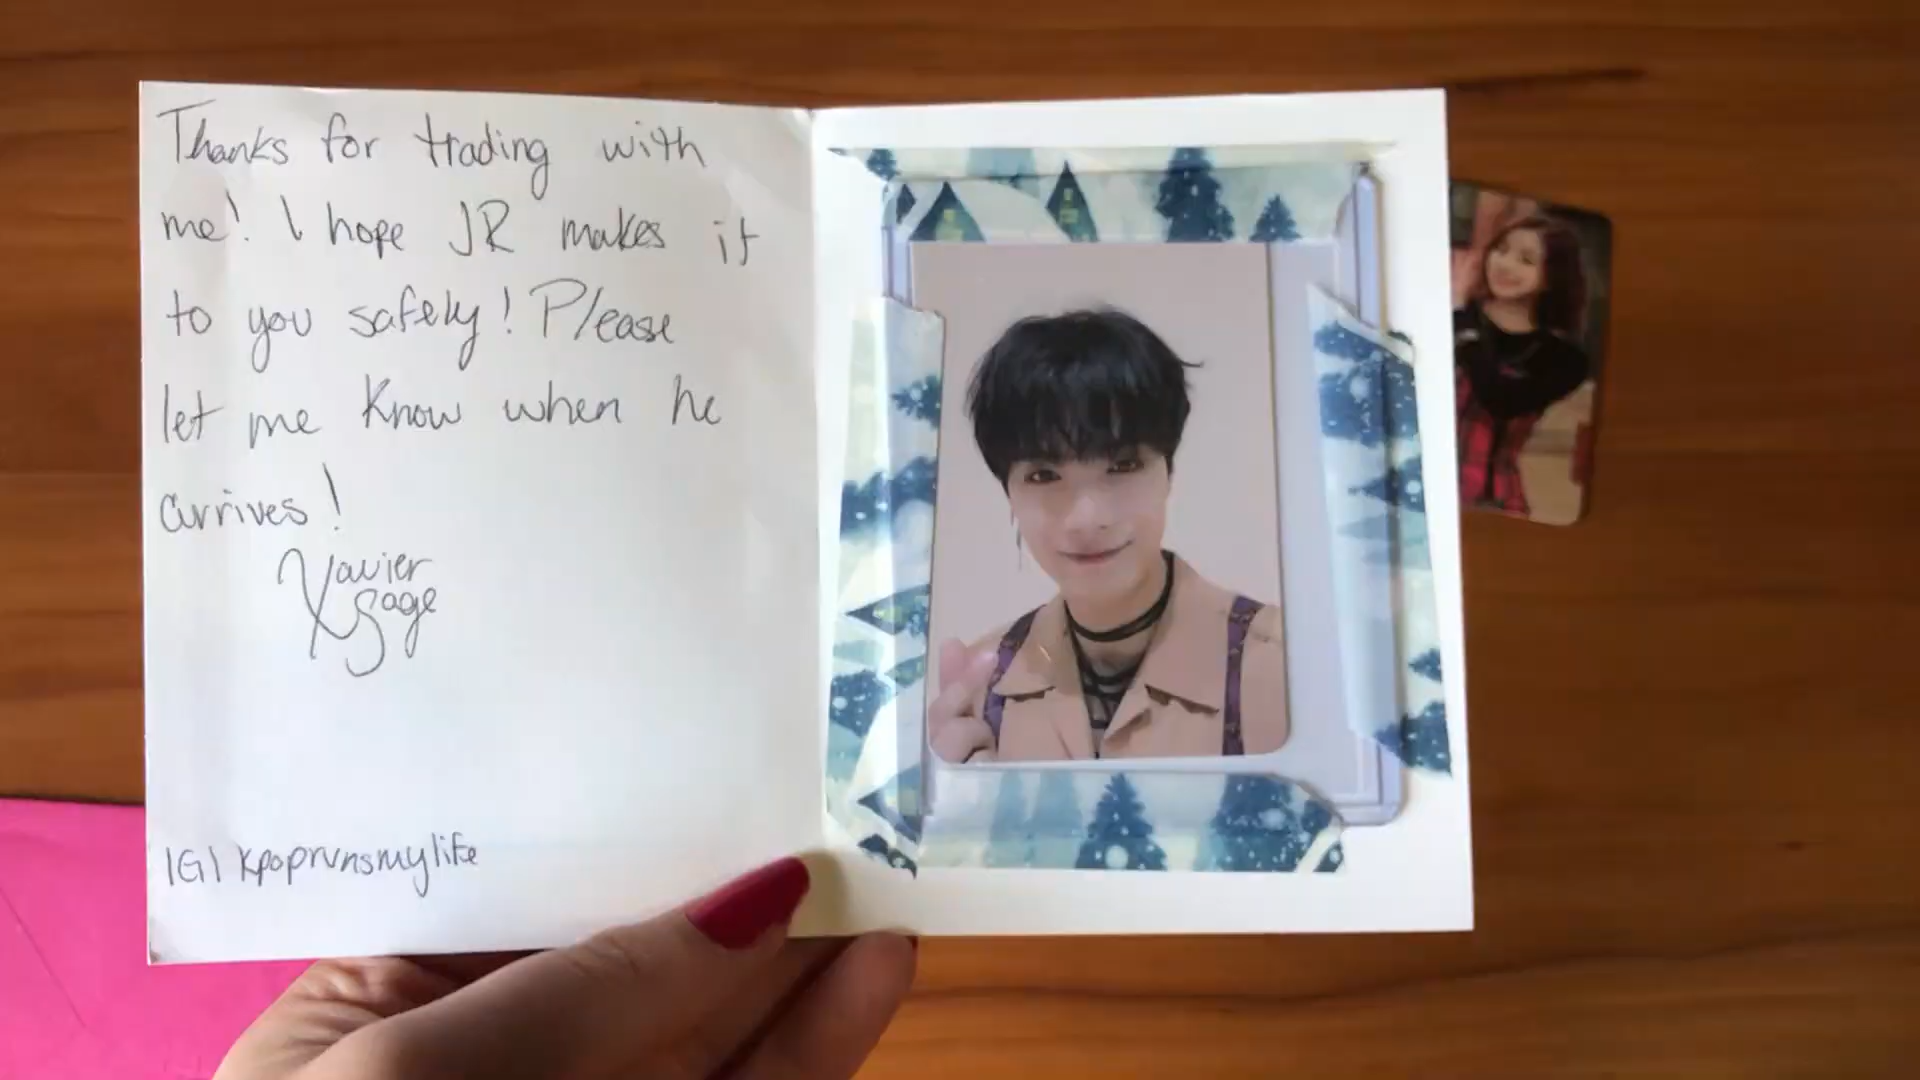 Thanks for trading with
me! I hope JR makes it
to you safely! Please
let me know when he
arrives!
Xavier
Sage
IG| kpoprunsmylife